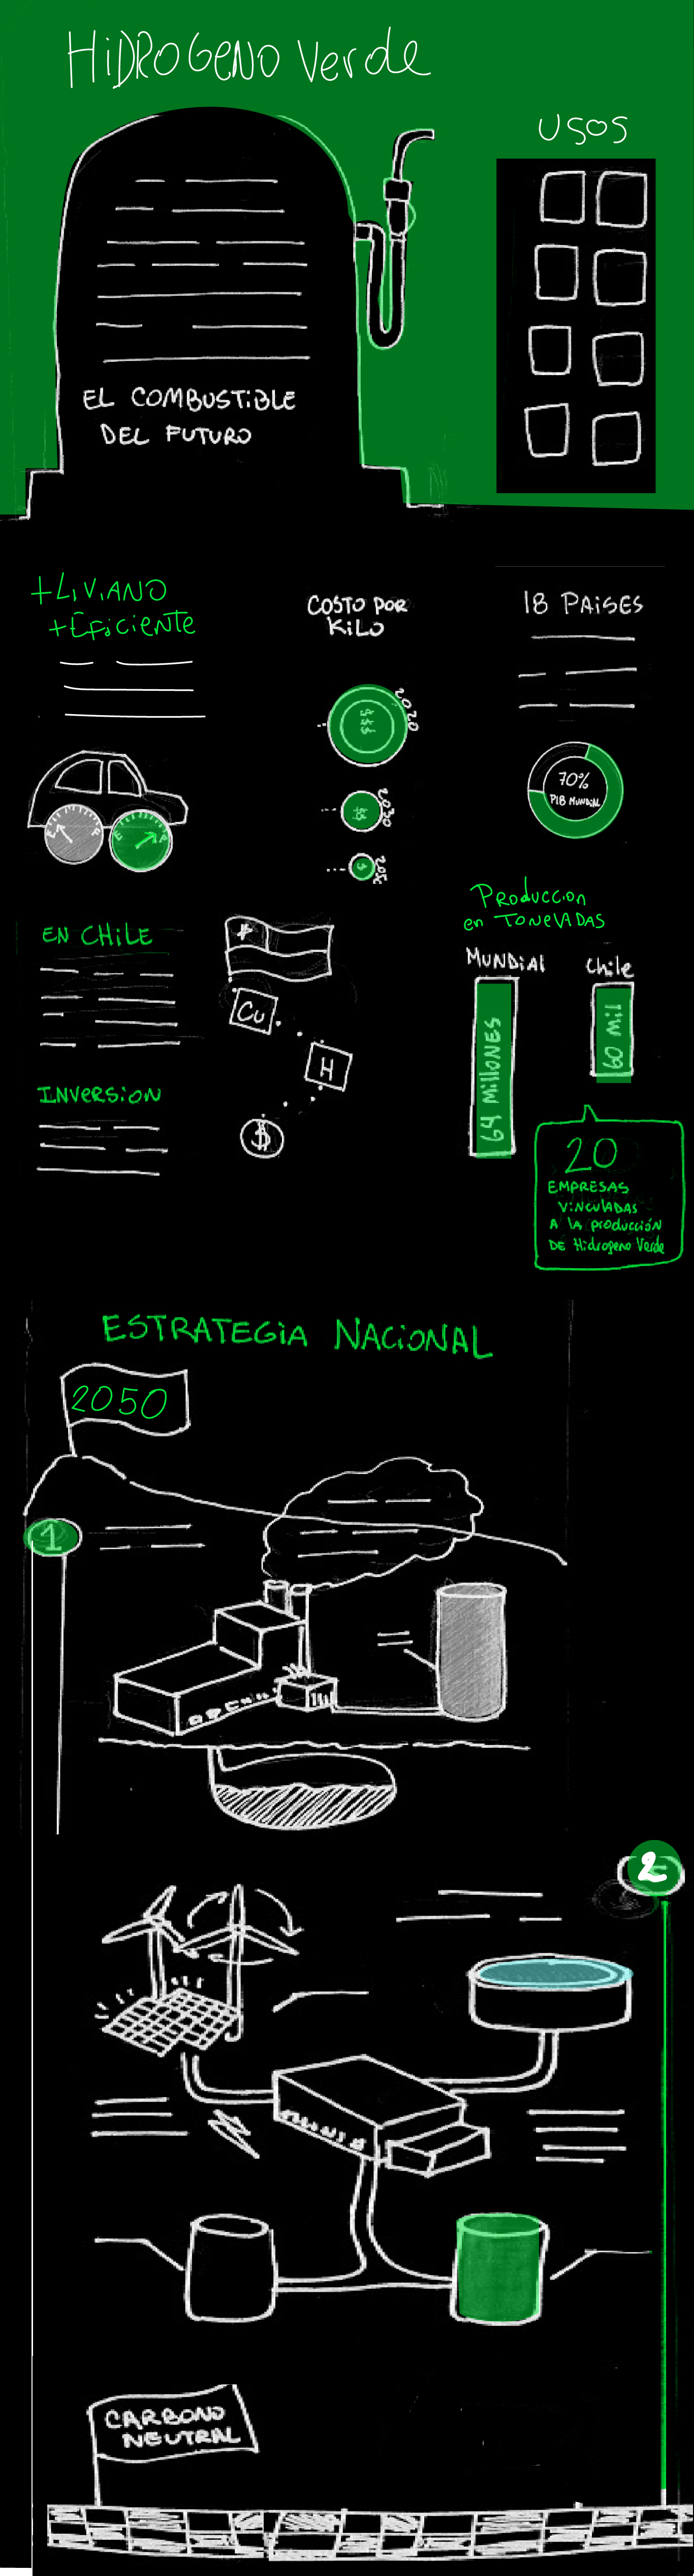 HiDROGeNO Verde
USOS
EL COMBUSTiBLE
DEL FUTURO
+LiViANO
+EFiciENTe
COSTO POR
KiLO
2020
$$$
2030
$$
2050
$
18 PAiSES
70%
PIB MUNDiAL
E
F
E
F
EN CHiLE
Cu
H
$
INVERSiON
PRoDuccion
en TONElADAS
MUNDiAl
Chile
64 MillONES
60 Mil
20
EMPRESAS
ViNCUlADAS
A lA pRoducción
DE HidRogeno Verde
ESTRATEGiA NACiONAL
2050
1
2
CARBONO
NEUTRAL